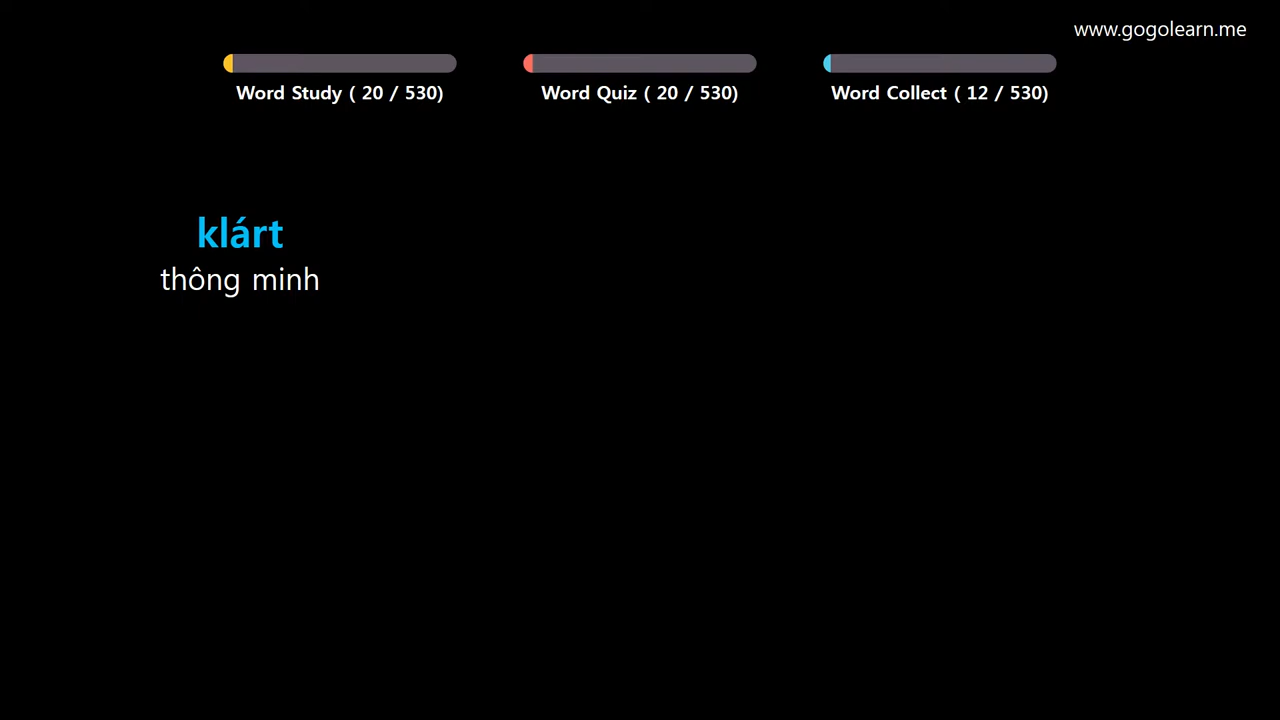 www.gogolearn.me
Word Study ( 20 / 530)
Word Quiz ( 20 / 530)
Word Collect ( 12 / 530)
klárt
thông minh